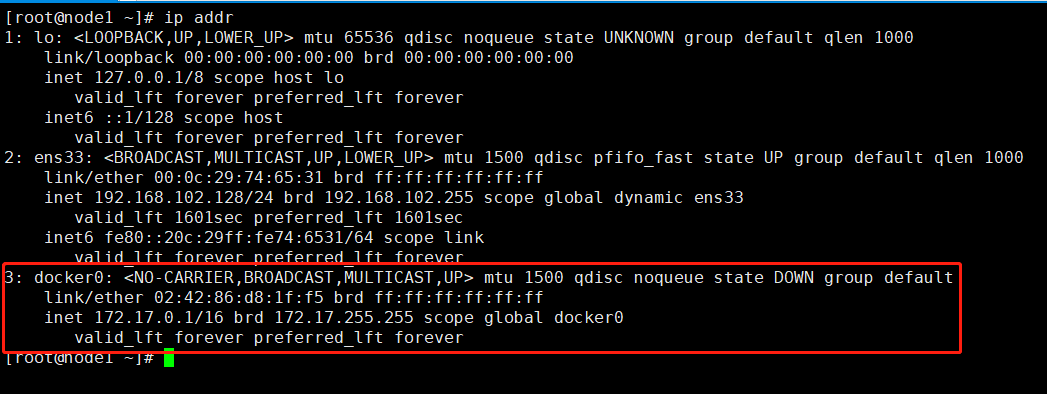 [root@node1 ~]# ip addr
1: lo: <LOOPBACK,UP,LOWER_UP> mtu 65536 qdisc noqueue state UNKNOWN group default qlen 1000
link/loopback 00:00:00:00:00:00 brd 00:00:00:00:00:00
inet 127.0.0.1/8 scope host lo
valid_lft forever preferred_lft forever
inet6 ::1/128 scope host
valid_lft forever preferred_lft forever
2: ens33: <BROADCAST,MULTICAST,UP,LOWER_UP> mtu 1500 qdisc pfifo_fast state UP group default qlen 1000
link/ether 00:0c:29:74:65:31 brd ff:ff:ff:ff:ff:ff
inet 192.168.102.128/24 brd 192.168.102.255 scope global dynamic ens33
valid_lft 1601sec preferred_lft 1601sec
inet6 fe80::20c:29ff:fe74:6531/64 scope link
valid_lft forever preferred_lft forever
3: docker0: <NO-CARRIER,BROADCAST,MULTICAST,UP> mtu 1500 qdisc noqueue state DOWN group default
link/ether 02:42:86:d8:1f:f5 brd ff:ff:ff:ff:ff:ff
inet 172.17.0.1/16 brd 172.17.255.255 scope global docker0
valid_lft forever preferred_lft forever
[root@node1 ~]#